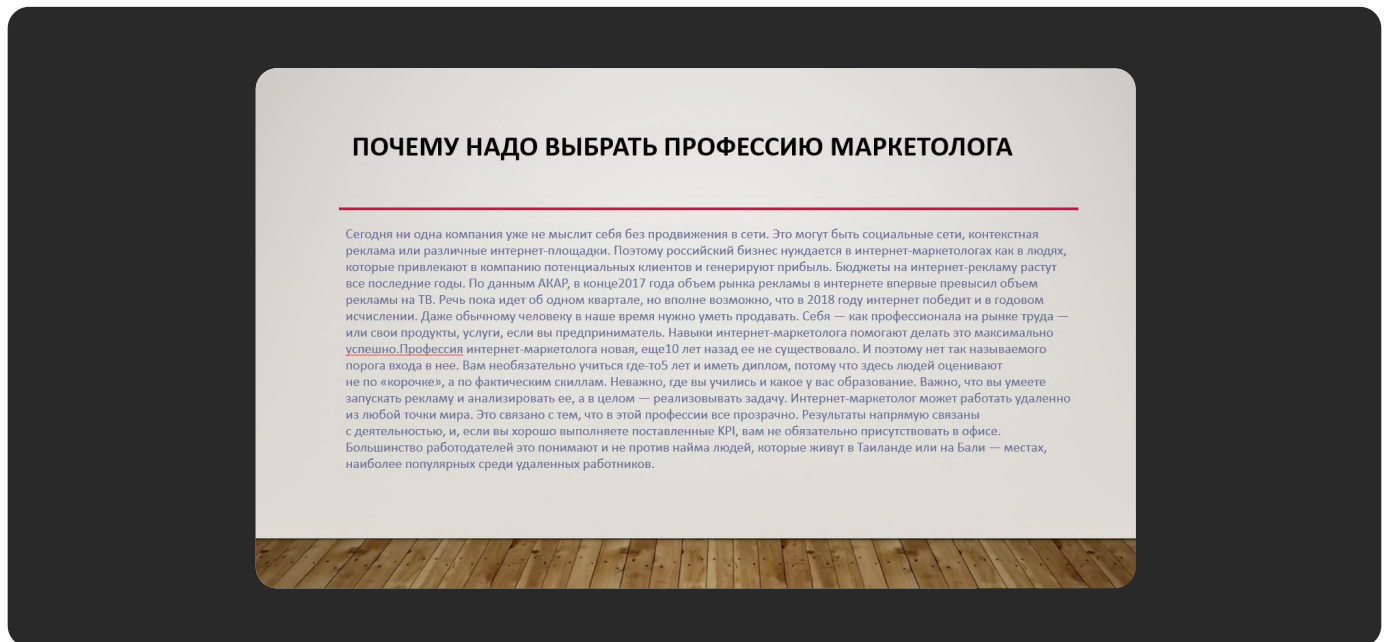 ПОЧЕМУ НАДО ВЫБРАТЬ ПРОФЕССИЮ МАРКЕТОЛОГА
Сегодня ни одна компания уже не мыслит себя без продвижения в сети. Это могут быть социальные сети, контекстная
реклама или различные интернет-площадки. Поэтому российский бизнес нуждается в интернет-маркетологах как в людях,
которые привлекают в компанию потенциальных клиентов и генерируют прибыль. Бюджеты на интернет-рекламу растут
все последние годы. По данным АКАР, в конце2017 года объем рынка рекламы в интернете впервые превысил объем
рекламы на ТВ. Речь пока идет об одном квартале, но вполне возможно, что в 2018 году интернет победит и в годовом
исчислении. Даже обычному человеку в наше время нужно уметь продавать. Себя — как профессионала на рынке труда —
или свои продукты, услуги, если вы предприниматель. Навыки интернет-маркетолога помогают делать это максимально
успешно.Профессия интернет-маркетолога новая, еще10 лет назад ее не существовало. И поэтому нет так называемого
порога входа в нее. Вам необязательно учиться где-то5 лет и иметь диплом, потому что здесь людей оценивают
не по «корочке», а по фактическим скиллам. Неважно, где вы учились и какое у вас образование. Важно, что вы умеете
запускать рекламу и анализировать ее, а в целом — реализовывать задачу. Интернет-маркетолог может работать удаленно
из любой точки мира. Это связано с тем, что в этой профессии все прозрачно. Результаты напрямую связаны
с деятельностью, и, если вы хорошо выполняете поставленные KPI, вам не обязательно присутствовать в офисе.
Большинство работодателей это понимают и не против найма людей, которые живут в Таиланде или на Бали — местах,
наиболее популярных среди удаленных работников.